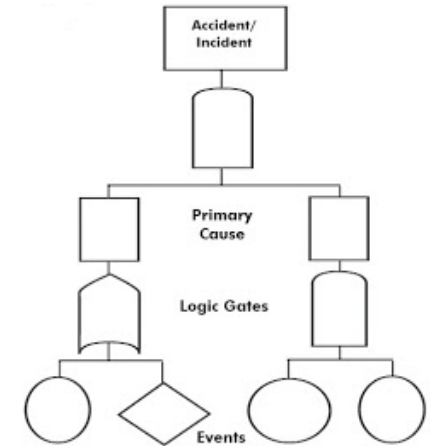 Accident/
Incident
Primary
Cause
Logic Gates
Events